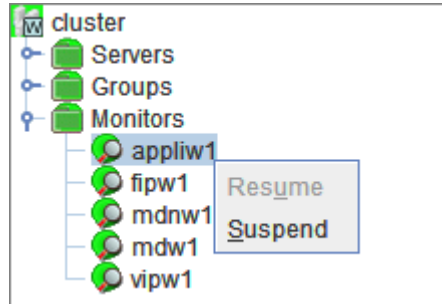 cluster
Servers
Groups
Monitors
appliw1
fipw1
mdnw1
mdw1
vipw1
Resume
Suspend